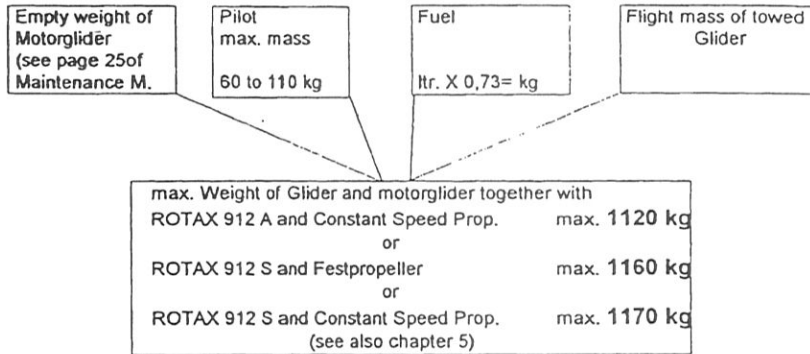 Empty weight of
Motorglider
(see page 25of
Maintenance M.
Pilot
max. mass
60 to 110 kg
Fuel
ltr. X 0,73= kg
Flight mass of towed
Glider
max. Weight of Glider and motorglider together with
ROTAX 912 A and Constant Speed Prop. max. 1120 kg
or
ROTAX 912 S and Festpropeller max. 1160 kg
or
ROTAX 912 S and Constant Speed Prop. max. 1170 kg
(see also chapter 5)